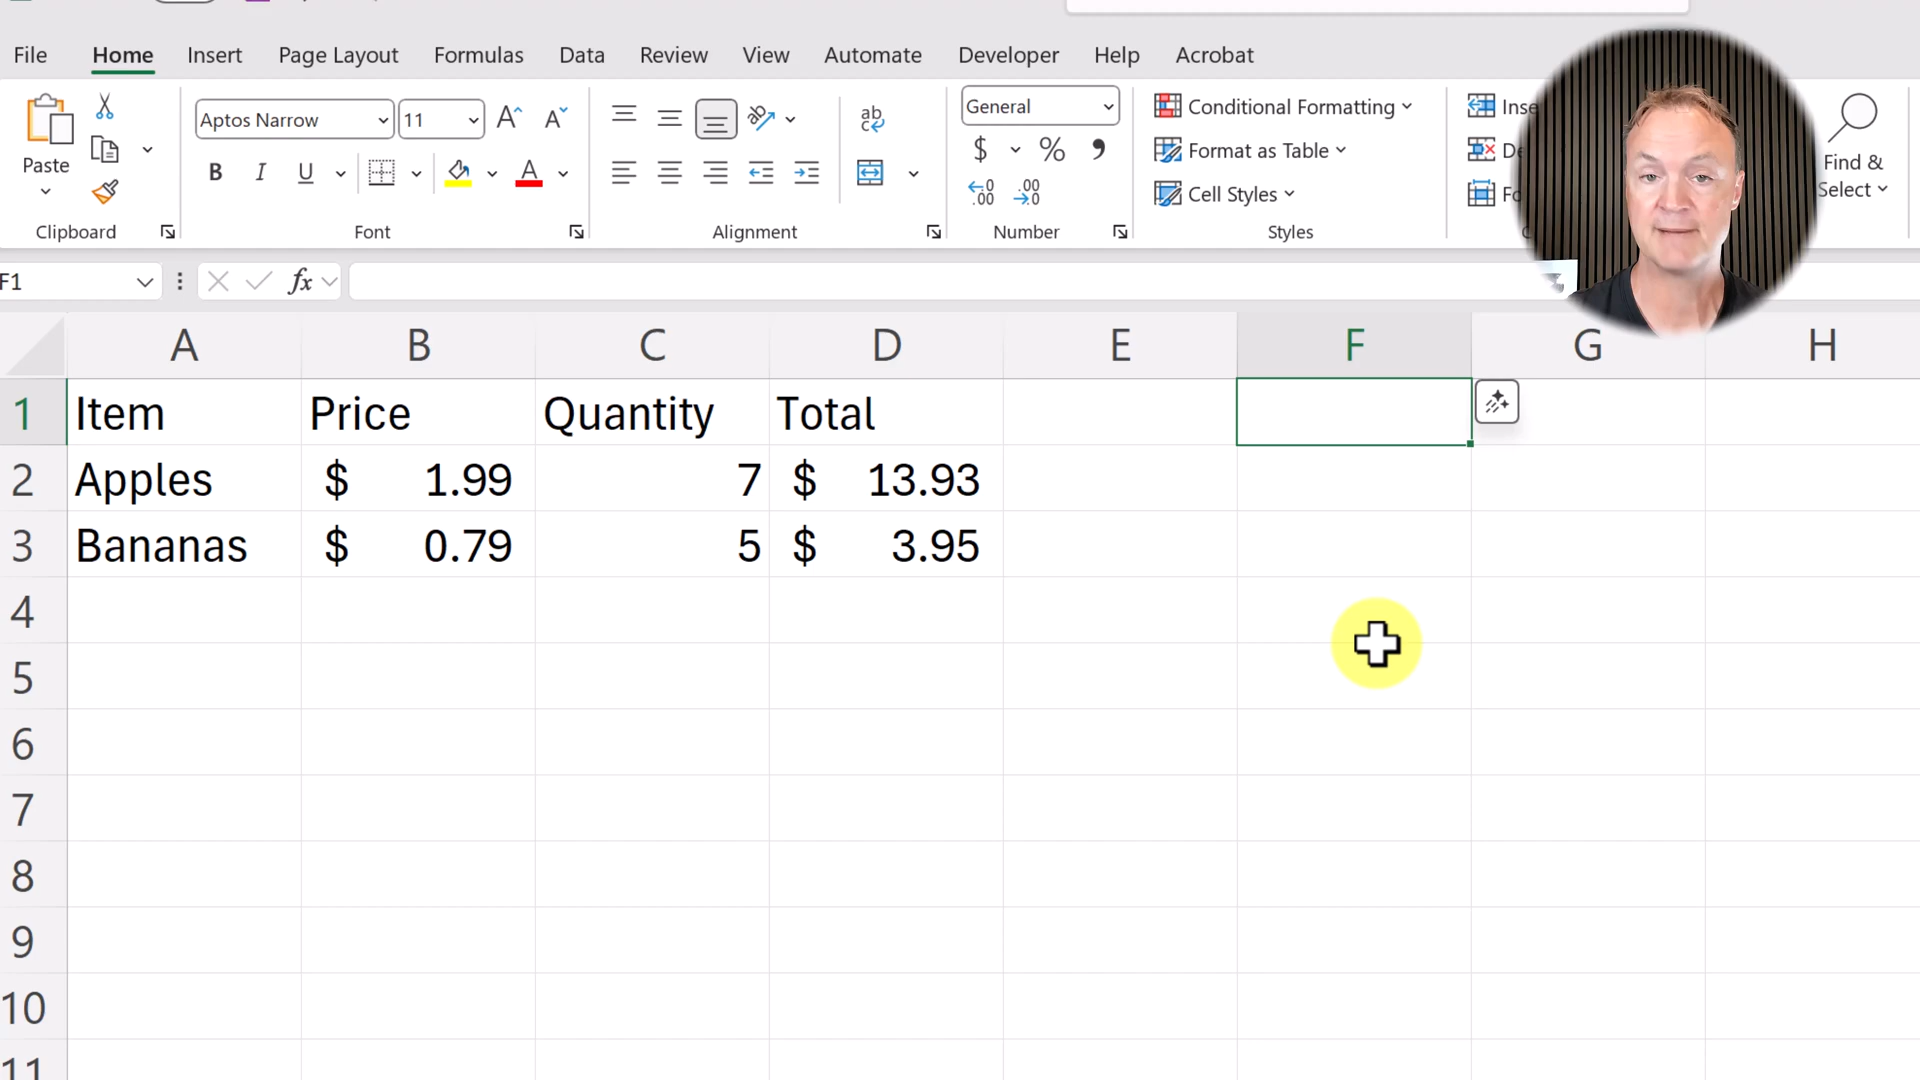 File Home Insert Page Layout Formulas Data Review View Automate Developer Help Acrobat
Paste
Aptos Narrow 11
General
Conditional Formatting
Format as Table
Cell Styles
Find &
Select
Clipboard Font Alignment Number Styles
F1 fx
A B C D E F G H
1 Item Price Quantity Total
2 Apples $ 1.99 7 $ 13.93
3 Bananas $ 0.79 5 $ 3.95
4
5
6
7
8
9
10
11